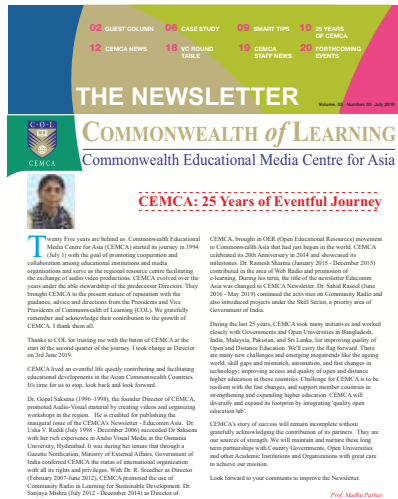 02 GUEST COLUMN
06 CASE STUDY
09 SMART TIPS
10 25 YEARS
OF CEMCA
12 CEMCA NEWS
18 VC ROUND
TABLE
19 CEMCA
STAFF NEWS
20 FORTHCOMING
EVENTS
THE NEWSLETTER
Volume: 03 Number: 02 July 2019
C•O•L
CEMCA
COMMONWEALTH of LEARNING
Commonwealth Educational Media Centre for Asia
CEMCA: 25 Years of Eventful Journey
Twenty Five years are behind us. Commonwealth Educational
Media Centre for Asia (CEMCA) started its journey in 1994
(July 1) with the goal of promoting cooperation and
collaboration among educational institutions and media
organisations and serve as the regional resource centre facilitating
the exchange of audio/video productions. CEMCA evolved over the
years under the able stewardship of the predecessor Directors. They
brought CEMCA to the present stature of reputation with the
guidance, advice and directions from the Presidents and Vice
Presidents of Commonwealth of Learning (COL). We gratefully
remember and acknowledge their contribution to the growth of
CEMCA. I thank them all.
Thanks to COL for trusting me with the baton of CEMCA at the
start of the second-quarter of the journey. I took charge as Director
on 3rd June 2019.
CEMCA lived an eventful life quietly contributing and facilitating
educational developments in the Asian Commonwealth Countries.
It's time for us to stop, look back and look forward.
Dr. Gopal Saksena (1996-1998), the founder Director of CEMCA,
promoted Audio-Visual material by creating videos and organizing
workshops in the region. He is credited for publishing the
inaugural issue of the CEMCA's Newsletter - Educomm Asia. Dr.
Usha V. Reddi (July 1998 - December 2006) succeeded Dr Saksena
with her rich experience in Audio Visual Media at the Osmania
University, Hyderabad. It was during her tenure that through a
Gazette Notification, Ministry of External Affairs, Government of
India conferred CEMCA the status of international organization
with all its rights and privileges. With Dr. R. Sreedher as Director
(February 2007-June 2012), CEMCA promoted the use of
Community Radio in Learning for Sustainable Development. Dr.
Sanjaya Mishra (July 2012 - December 2014) as Director of
CEMCA, brought in OER (Open Educational Resources) movement
to Commonwealth Asia that had just begun in the world. CEMCA
celebrated its 20th Anniversary in 2014 and showcased its
milestones. Dr. Ramesh Sharma (January 2015 - December 2015)
contributed in the area of Web Radio and promotion of
e-learning. During his term, the title of the newsletter Educomm
Asia was changed to CEMCA Newsletter. Dr. Sahid Rasool (June
2016 - May 2019) continued the activities on Community Radio and
also introduced projects under the Skill Sector, a priority area of
Government of India.
During the last 25 years, CEMCA took many initiatives and worked
closely with Governments and Open Universities in Bangladesh,
India, Malaysia, Pakistan, and Sri Lanka, for improving quality of
Open and Distance Education. We'll carry the flag forward. There
are many new challenges and emerging megatrends like the ageing
world, skill gaps and mismatch, automation, and fast changes in
technology; improving access and quality of open and distance
higher education in those countries. Challenge for CEMCA is to be
resilient with the fast changes, and support member countries in
strengthening and expanding higher education. CEMCA will
diversify and expand its footprint by integrating 'quality open
education lab'.
CEMCA's story of success will remain incomplete without
gratefully acknowledging the contribution of its partners. They are
our sources of strength. We will maintain and nurture these long
term partnerships with Country Governments, Open Universities
and other Academic Institutions and Organizations with great care
to achieve our mission.
Look forward to your comments to improve the Newsletter.
Prof. Madhu Parhar